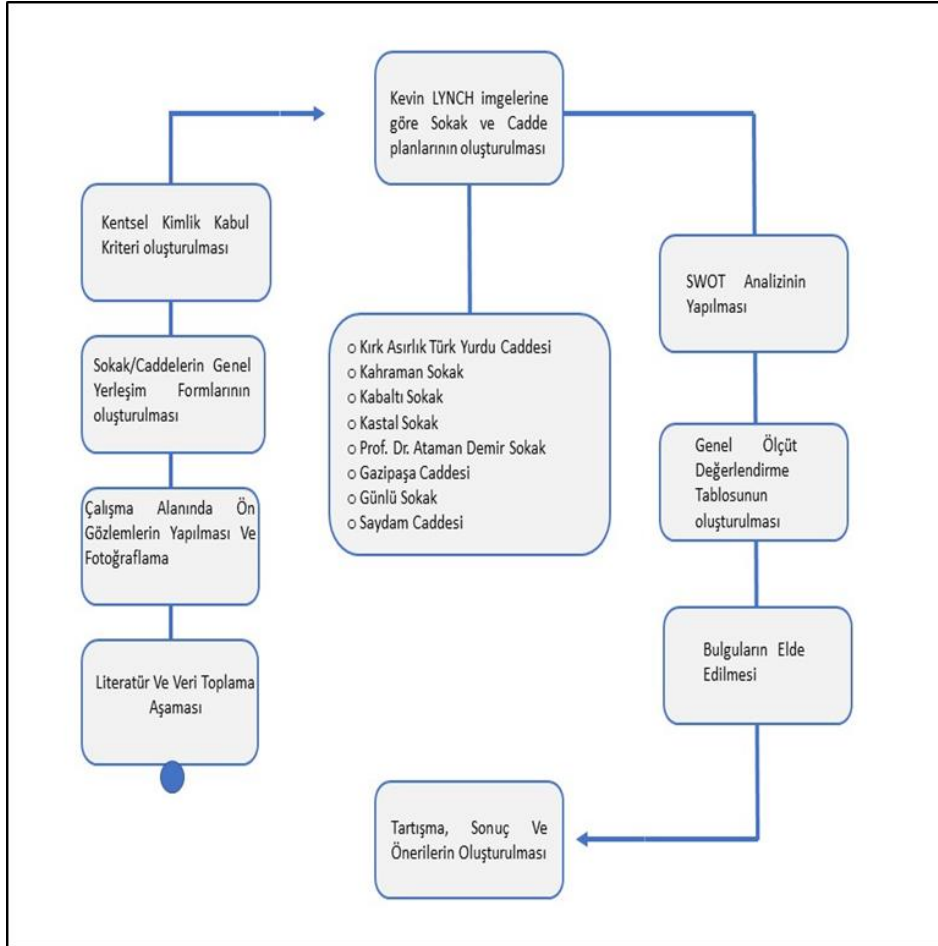 Kevin LYNCH imgelerine
göre Sokak ve Cadde
planlarının oluşturulması
Kentsel Kimlik Kabul
Kriteri oluşturulması
Sokak/Caddelerin Genel
Yerleşim Formlarının
oluşturulması
Çalışma Alanında Ön
Gözlemlerin Yapılması Ve
Fotoğraflama
Literatür Ve Veri Toplama
Aşaması
○ Kırk Asırlık Türk Yurdu Caddesi
○ Kahraman Sokak
○ Kabaltı Sokak
○ Kastal Sokak
○ Prof. Dr. Ataman Demir Sokak
○ Gazipaşa Caddesi
○ Günlü Sokak
○ Saydam Caddesi
SWOT Analizinin
Yapılması
Genel Ölçüt
Değerlendirme
Tablosunun
oluşturulması
Bulguların Elde
Edilmesi
Tartışma, Sonuç Ve
Önerilerin Oluşturulması